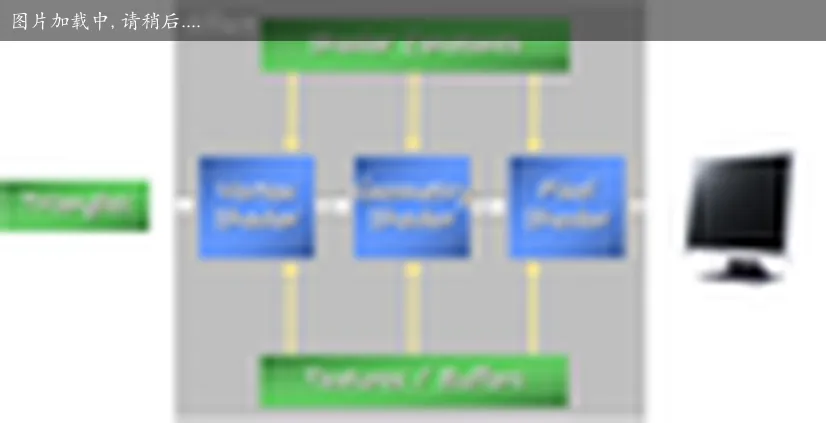 图片加载中, 请稍后....
Shader Constants
Triangles
Vertex
Shader
Geometry
Shader
Pixel
Shader
Textures / Buffers